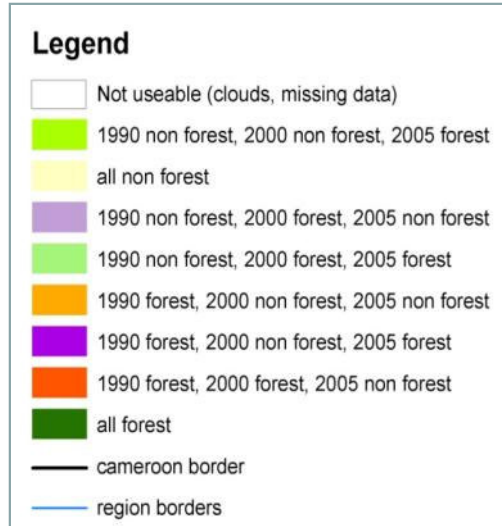 Legend
Not useable (clouds, missing data)
1990 non forest, 2000 non forest, 2005 forest
all non forest
1990 non forest, 2000 forest, 2005 non forest
1990 non forest, 2000 forest, 2005 forest
1990 forest, 2000 non forest, 2005 non forest
1990 forest, 2000 non forest, 2005 forest
1990 forest, 2000 forest, 2005 non forest
all forest
cameroon border
region borders